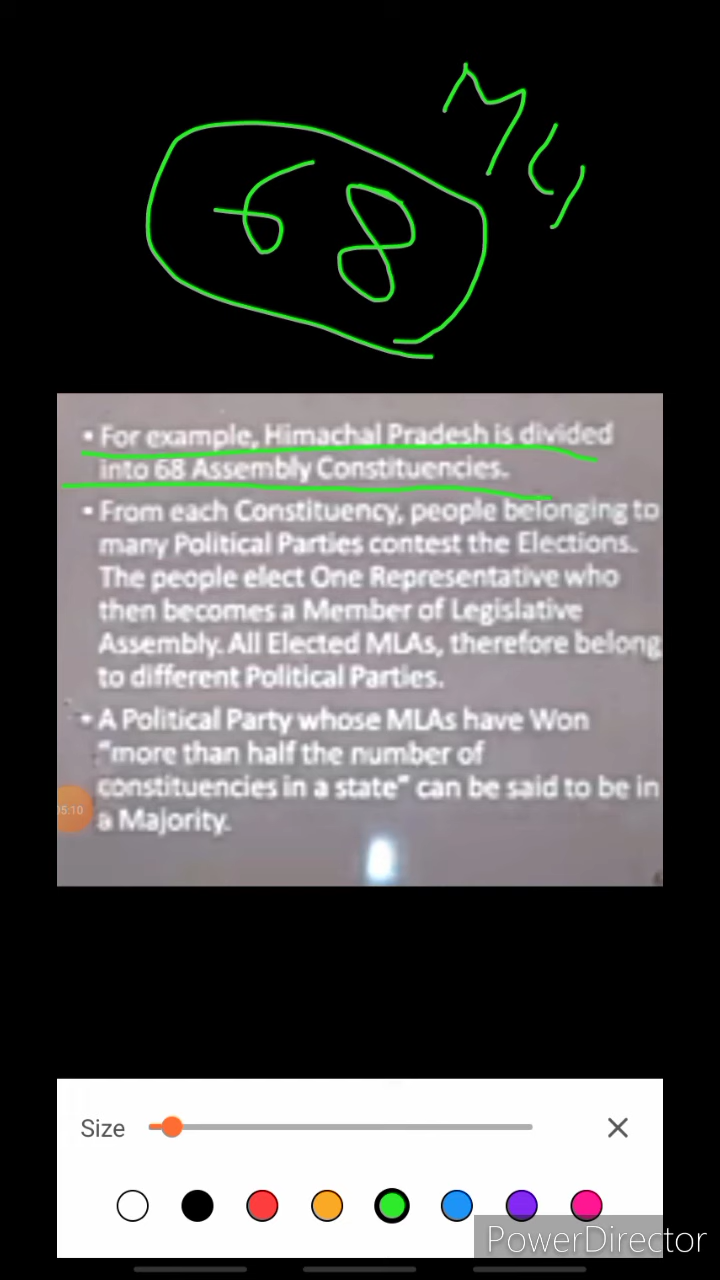 68
• For example, Himachal Pradesh is divided
into 68 Assembly Constituencies.
• From each Constituency, people belonging to
many Political Parties contest the Elections.
The people elect One Representative who
then becomes a Member of Legislative
Assembly. All Elected MLAs, therefore belong
to different Political Parties.
• A Political Party whose MLAs have Won
"more than half the number of
constituencies in a state" can be said to be in
a Majority.
05:10
Size
PowerDirector